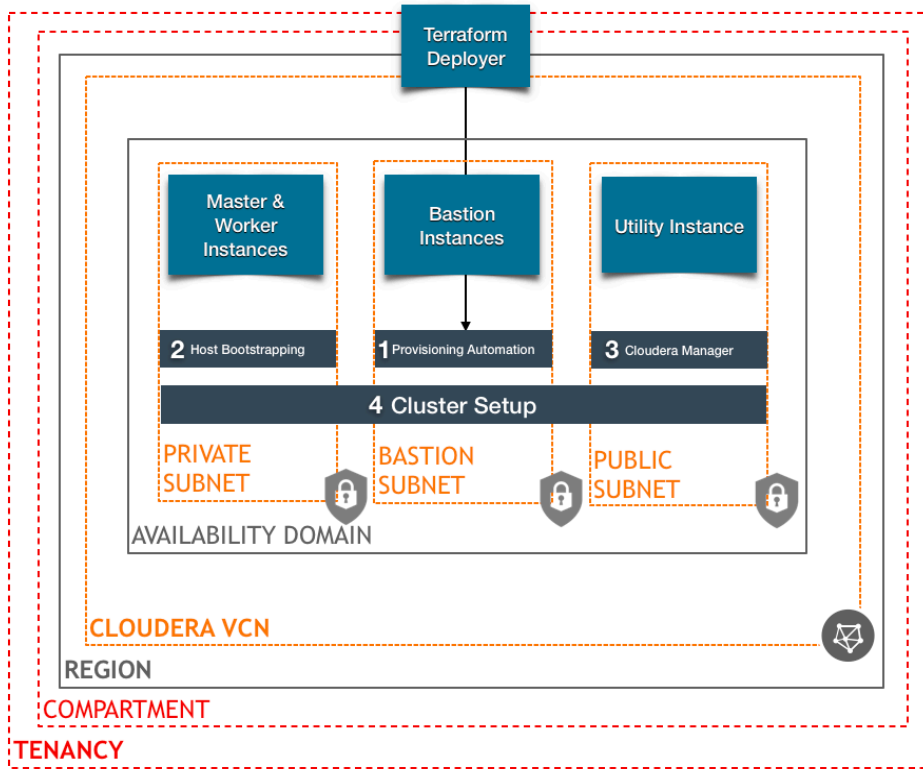 Terraform
Deployer
Master &
Worker
Instances
Bastion
Instances
Utility Instance
2 Host Bootstrapping
1 Provisioning Automation
3 Cloudera Manager
4 Cluster Setup
PRIVATE
SUBNET
BASTION
SUBNET
PUBLIC
SUBNET
AVAILABILITY DOMAIN
CLOUDERA VCN
REGION
COMPARTMENT
TENANCY